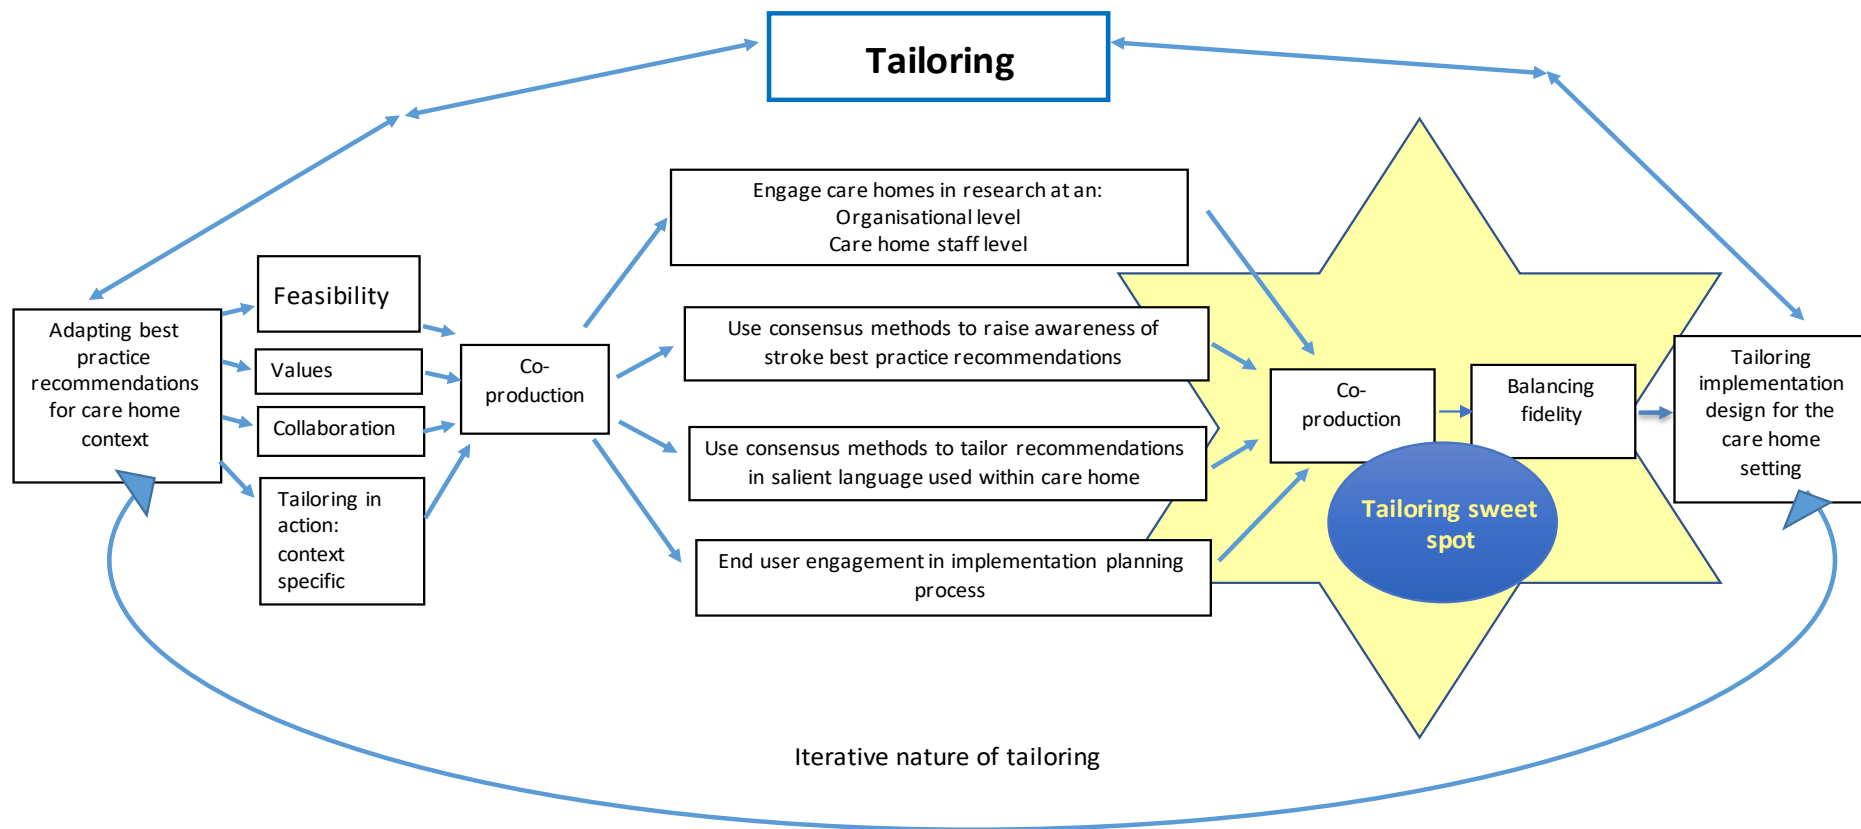 Tailoring
Engage care homes in research at an:
Organisational level
Care home staff level
Feasibility
Adapting best
practice
recommendations
for care home
context
Values
Collaboration
Tailoring in
action:
context
specific
Co-
production
Use consensus methods to raise awareness of
stroke best practice recommendations
Use consensus methods to tailor recommendations
in salient language used within care home
End user engagement in implementation planning
process
Co-
production
Balancing
fidelity
Tailoring sweet
spot
Tailoring
implementation
design for the
care home
setting
Iterative nature of tailoring